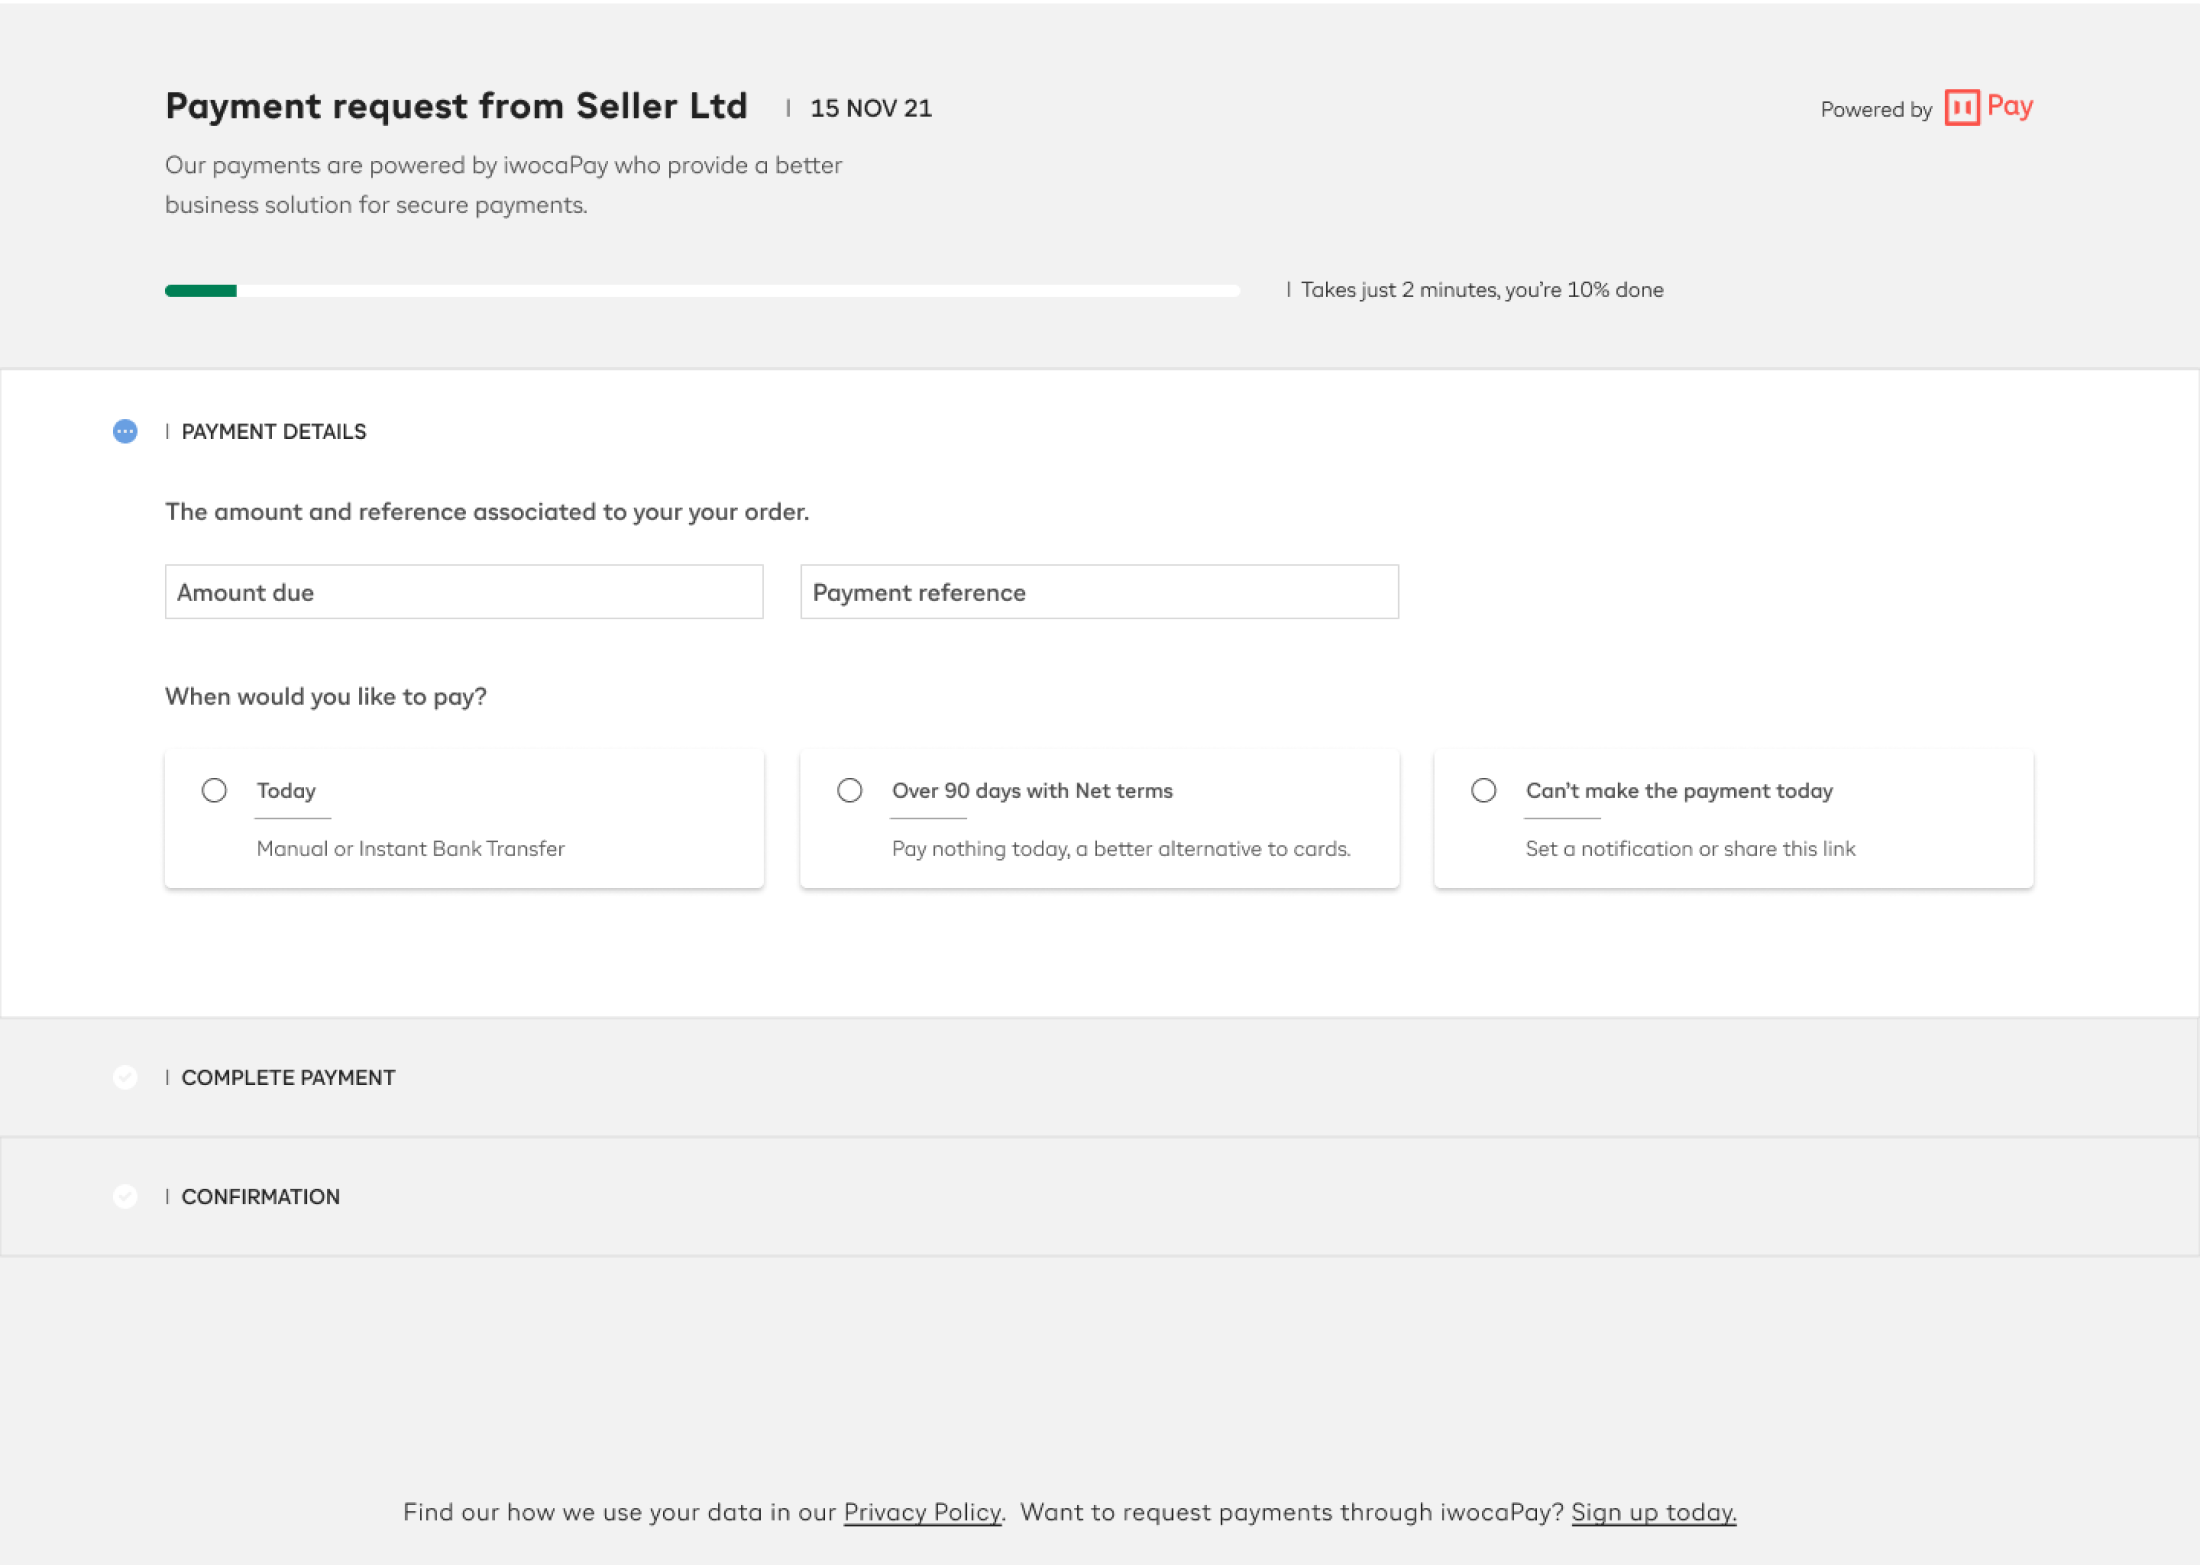 Payment request from Seller Ltd | 15 NOV 21
Powered by Pay
Our payments are powered by iwocaPay who provide a better
business solution for secure payments.
| Takes just 2 minutes, you’re 10% done
| PAYMENT DETAILS
The amount and reference associated to your your order.
Amount due
Payment reference
When would you like to pay?
Today
Manual or Instant Bank Transfer
Over 90 days with Net terms
Pay nothing today, a better alternative to cards.
Can’t make the payment today
Set a notification or share this link
| COMPLETE PAYMENT
| CONFIRMATION
Find our how we use your data in our Privacy Policy. Want to request payments through iwocaPay? Sign up today.